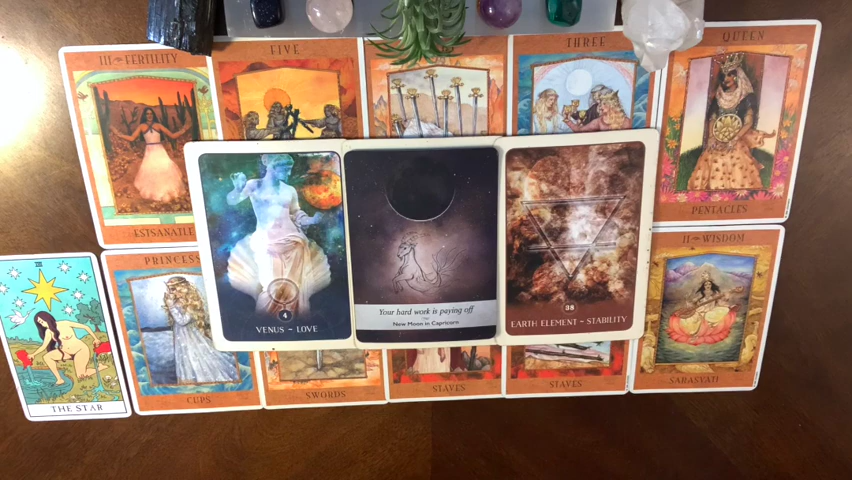 III ~ FERTILITY
FIVE
THREE
QUEEN
ESTSANATLE
PENTACLES
4
VENUS ~ LOVE
Your hard work is paying off
New Moon in Capricorn
38
EARTH ELEMENT ~ STABILITY
PRINCESS
II ~ WISDOM
THE STAR
CUPS
SWORDS
STAVES
STAVES
SARASVATI